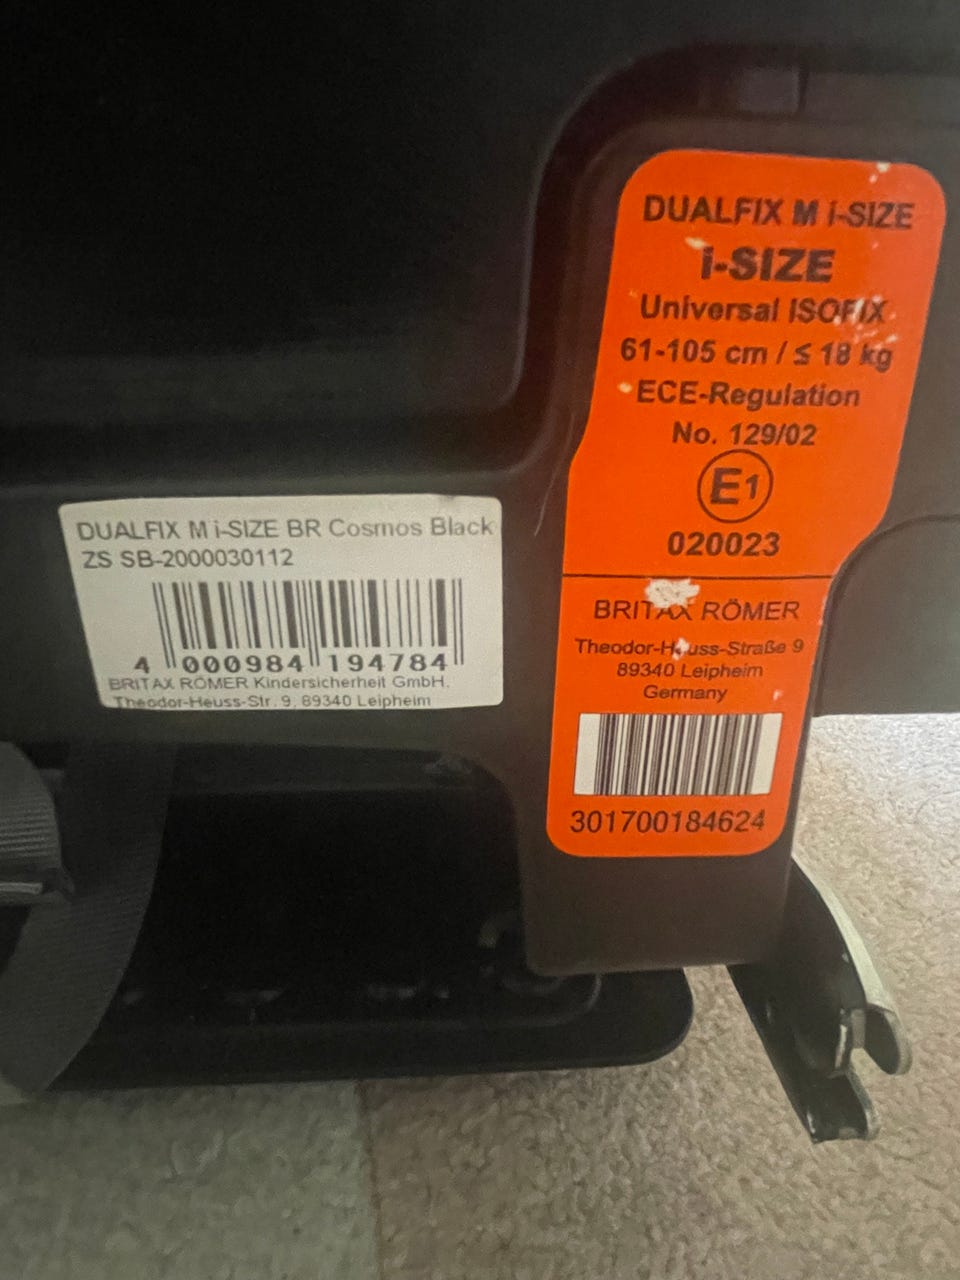 DUALFIX M i-SIZE
i-SIZE
Universal ISOFIX
61-105 cm / ≤ 18 kg
ECE-Regulation
No. 129/02
E1
020023
BRITAX RÖMER
Theodor-Heuss-Straße 9
89340 Leipheim
Germany
301700184624
DUALFIX M i-SIZE BR Cosmos Black
ZS SB-2000030112
4 000984 194784
BRITAX RÖMER Kindersicherheit GmbH.
Theodor-Heuss-Str. 9, 89340 Leipheim